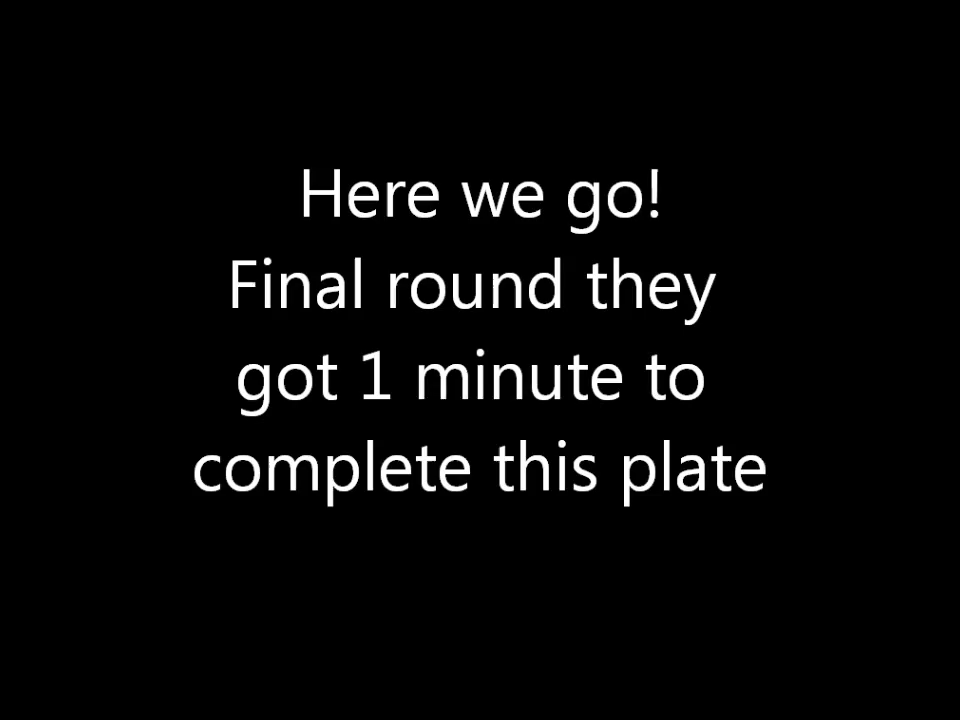 Here we go!
Final round they
got 1 minute to
complete this plate